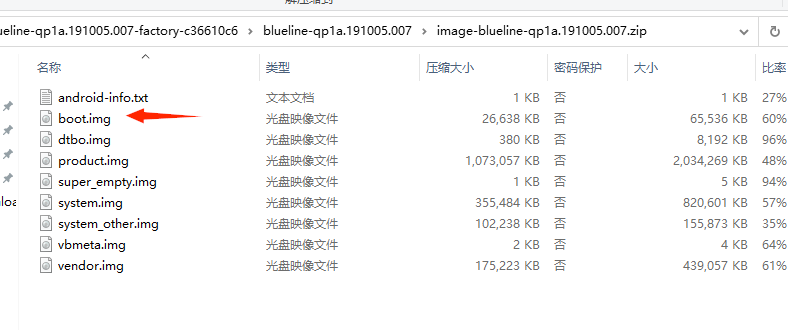 解压缩到
ueline-qp1a.191005.007-factory-c36610c6 > blueline-qp1a.191005.007 > image-blueline-qp1a.191005.007.zip
名称 类型 压缩大小 密码保护 大小 比率
android-info.txt 文本文档 1 KB 否 1 KB 27%
boot.img 光盘映像文件 26,638 KB 否 65,536 KB 60%
dtbo.img 光盘映像文件 380 KB 否 8,192 KB 96%
product.img 光盘映像文件 1,073,057 KB 否 2,034,269 KB 48%
super_empty.img 光盘映像文件 1 KB 否 5 KB 94%
system.img 光盘映像文件 355,484 KB 否 820,601 KB 57%
system_other.img 光盘映像文件 102,238 KB 否 155,873 KB 35%
vbmeta.img 光盘映像文件 2 KB 否 4 KB 64%
vendor.img 光盘映像文件 175,223 KB 否 439,057 KB 61%